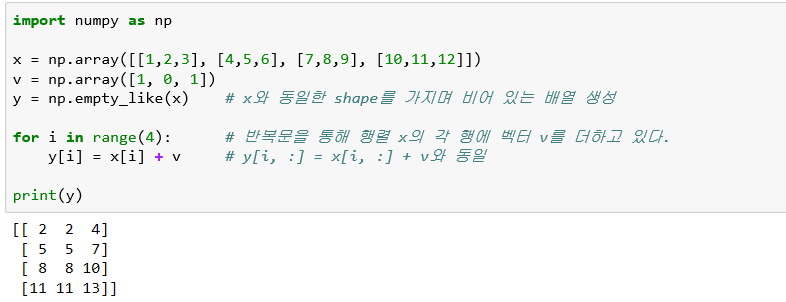 import numpy as np
x = np.array([[1,2,3], [4,5,6], [7,8,9], [10,11,12]])
v = np.array([1, 0, 1])
y = np.empty_like(x)    # x와 동일한 shape를 가지며 비어 있는 배열 생성
for i in range(4):      # 반복문을 통해 행렬 x의 각 행에 벡터 v를 더하고 있다.
    y[i] = x[i] + v     # y[i, :] = x[i, :] + v와 동일
print(y)
[[ 2  2  4]
 [ 5  5  7]
 [ 8  8 10]
 [11 11 13]]